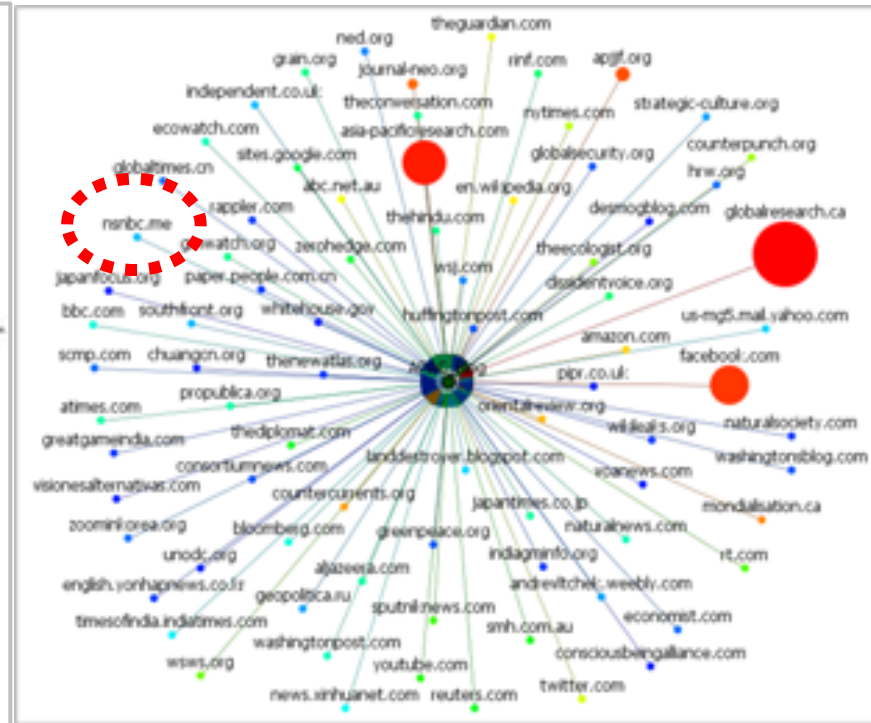 theguardian.com
ned.org
grain.org
journal-neo.org
rinf.com
apjjf.org
independent.co.uk
theconversation.com
nytimes.com
strategic-culture.org
ecowatch.com
asia-pacificresearch.com
counterpunch.org
globaltimes.cn
sites.google.com
globalsecurity.org
hrw.org
abc.net.au
en.wikipedia.org
rappler.com
desmogblog.com
globalresearch.ca
nsnbc.me
thehindu.com
gmwatch.org
zerohedge.com
theecologist.org
japanfocus.org
paper.people.com.cn
wsj.com
dissidentvoice.org
bbc.com
southfront.org
whitehouse.gov
huffingtonpost.com
us-mg5.mail.yahoo.com
amazon.com
scmp.com
chuangcn.org
thenewatlas.org
facebook.com
pipr.co.uk
propublica.org
atimes.com
orientalreview.org
naturalsociety.com
greatgameindia.com
thediplomat.com
wikileaks.org
landdestroyer.blogspot.com
washingtonsblog.com
consortiumnews.com
voanews.com
visionesalternativas.com
countercurrents.org
japantimes.co.jp
mondialisation.ca
zoominkorea.org
bloomberg.com
greenpeace.org
naturalnews.com
unodc.org
aljazeera.com
indiagminfo.org
rt.com
english.yonhapnews.co.kr
geopolitica.ru
andrevltchek.weebly.com
timesofindia.indiatimes.com
sputniknews.com
economist.com
smh.com.au
washingtonpost.com
consciousbeingalliance.com
wsws.org
youtube.com
twitter.com
news.xinhuanet.com
reuters.com